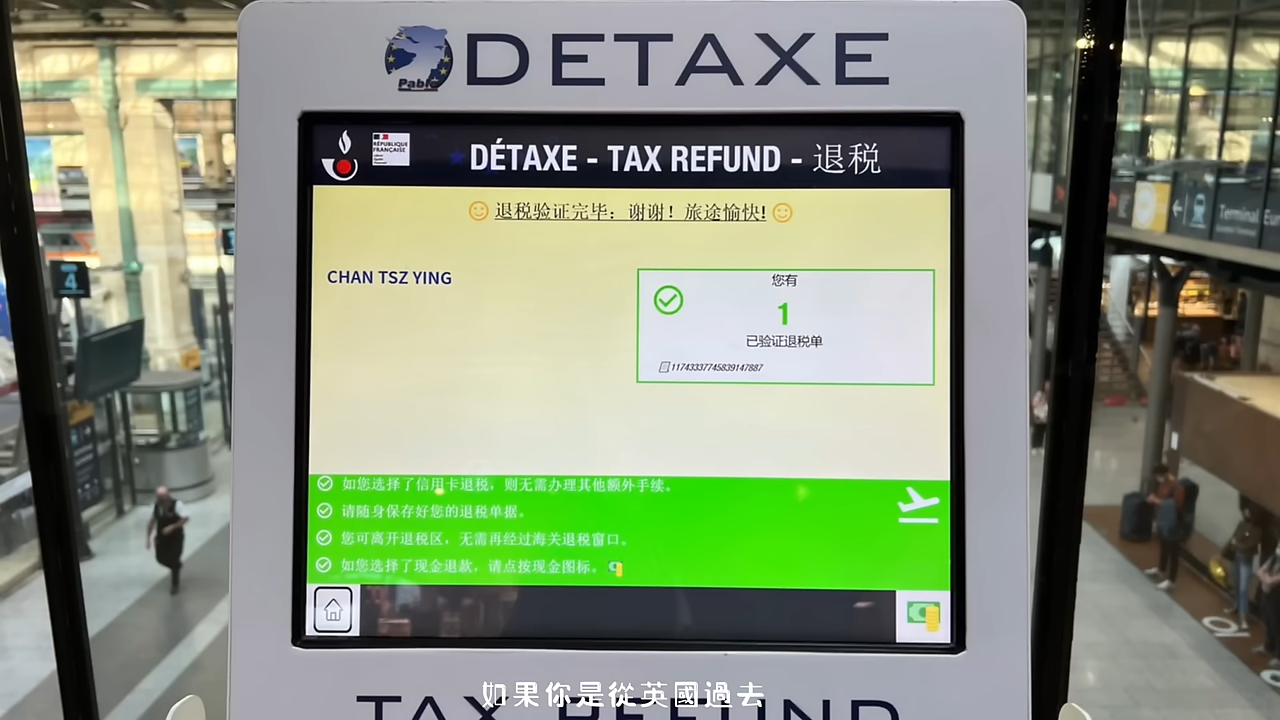 Pablo
DETAXE
RÉPUBLIQUE
FRANÇAISE
DÉTAXE - TAX REFUND - 退税
退税验证完毕：谢谢！旅途愉快!
CHAN TSZ YING
您有
1
已验证退税单
11743337745839147887
如您选择了信用卡退税，则无需办理其他额外手续。
请随身保存好您的退税单据。
您可离开退税区，无需再经过海关退税窗口。
如您选择了现金退款，请点按现金图标。
TAX REFUND
如果你是從英國過去
4
Terminal